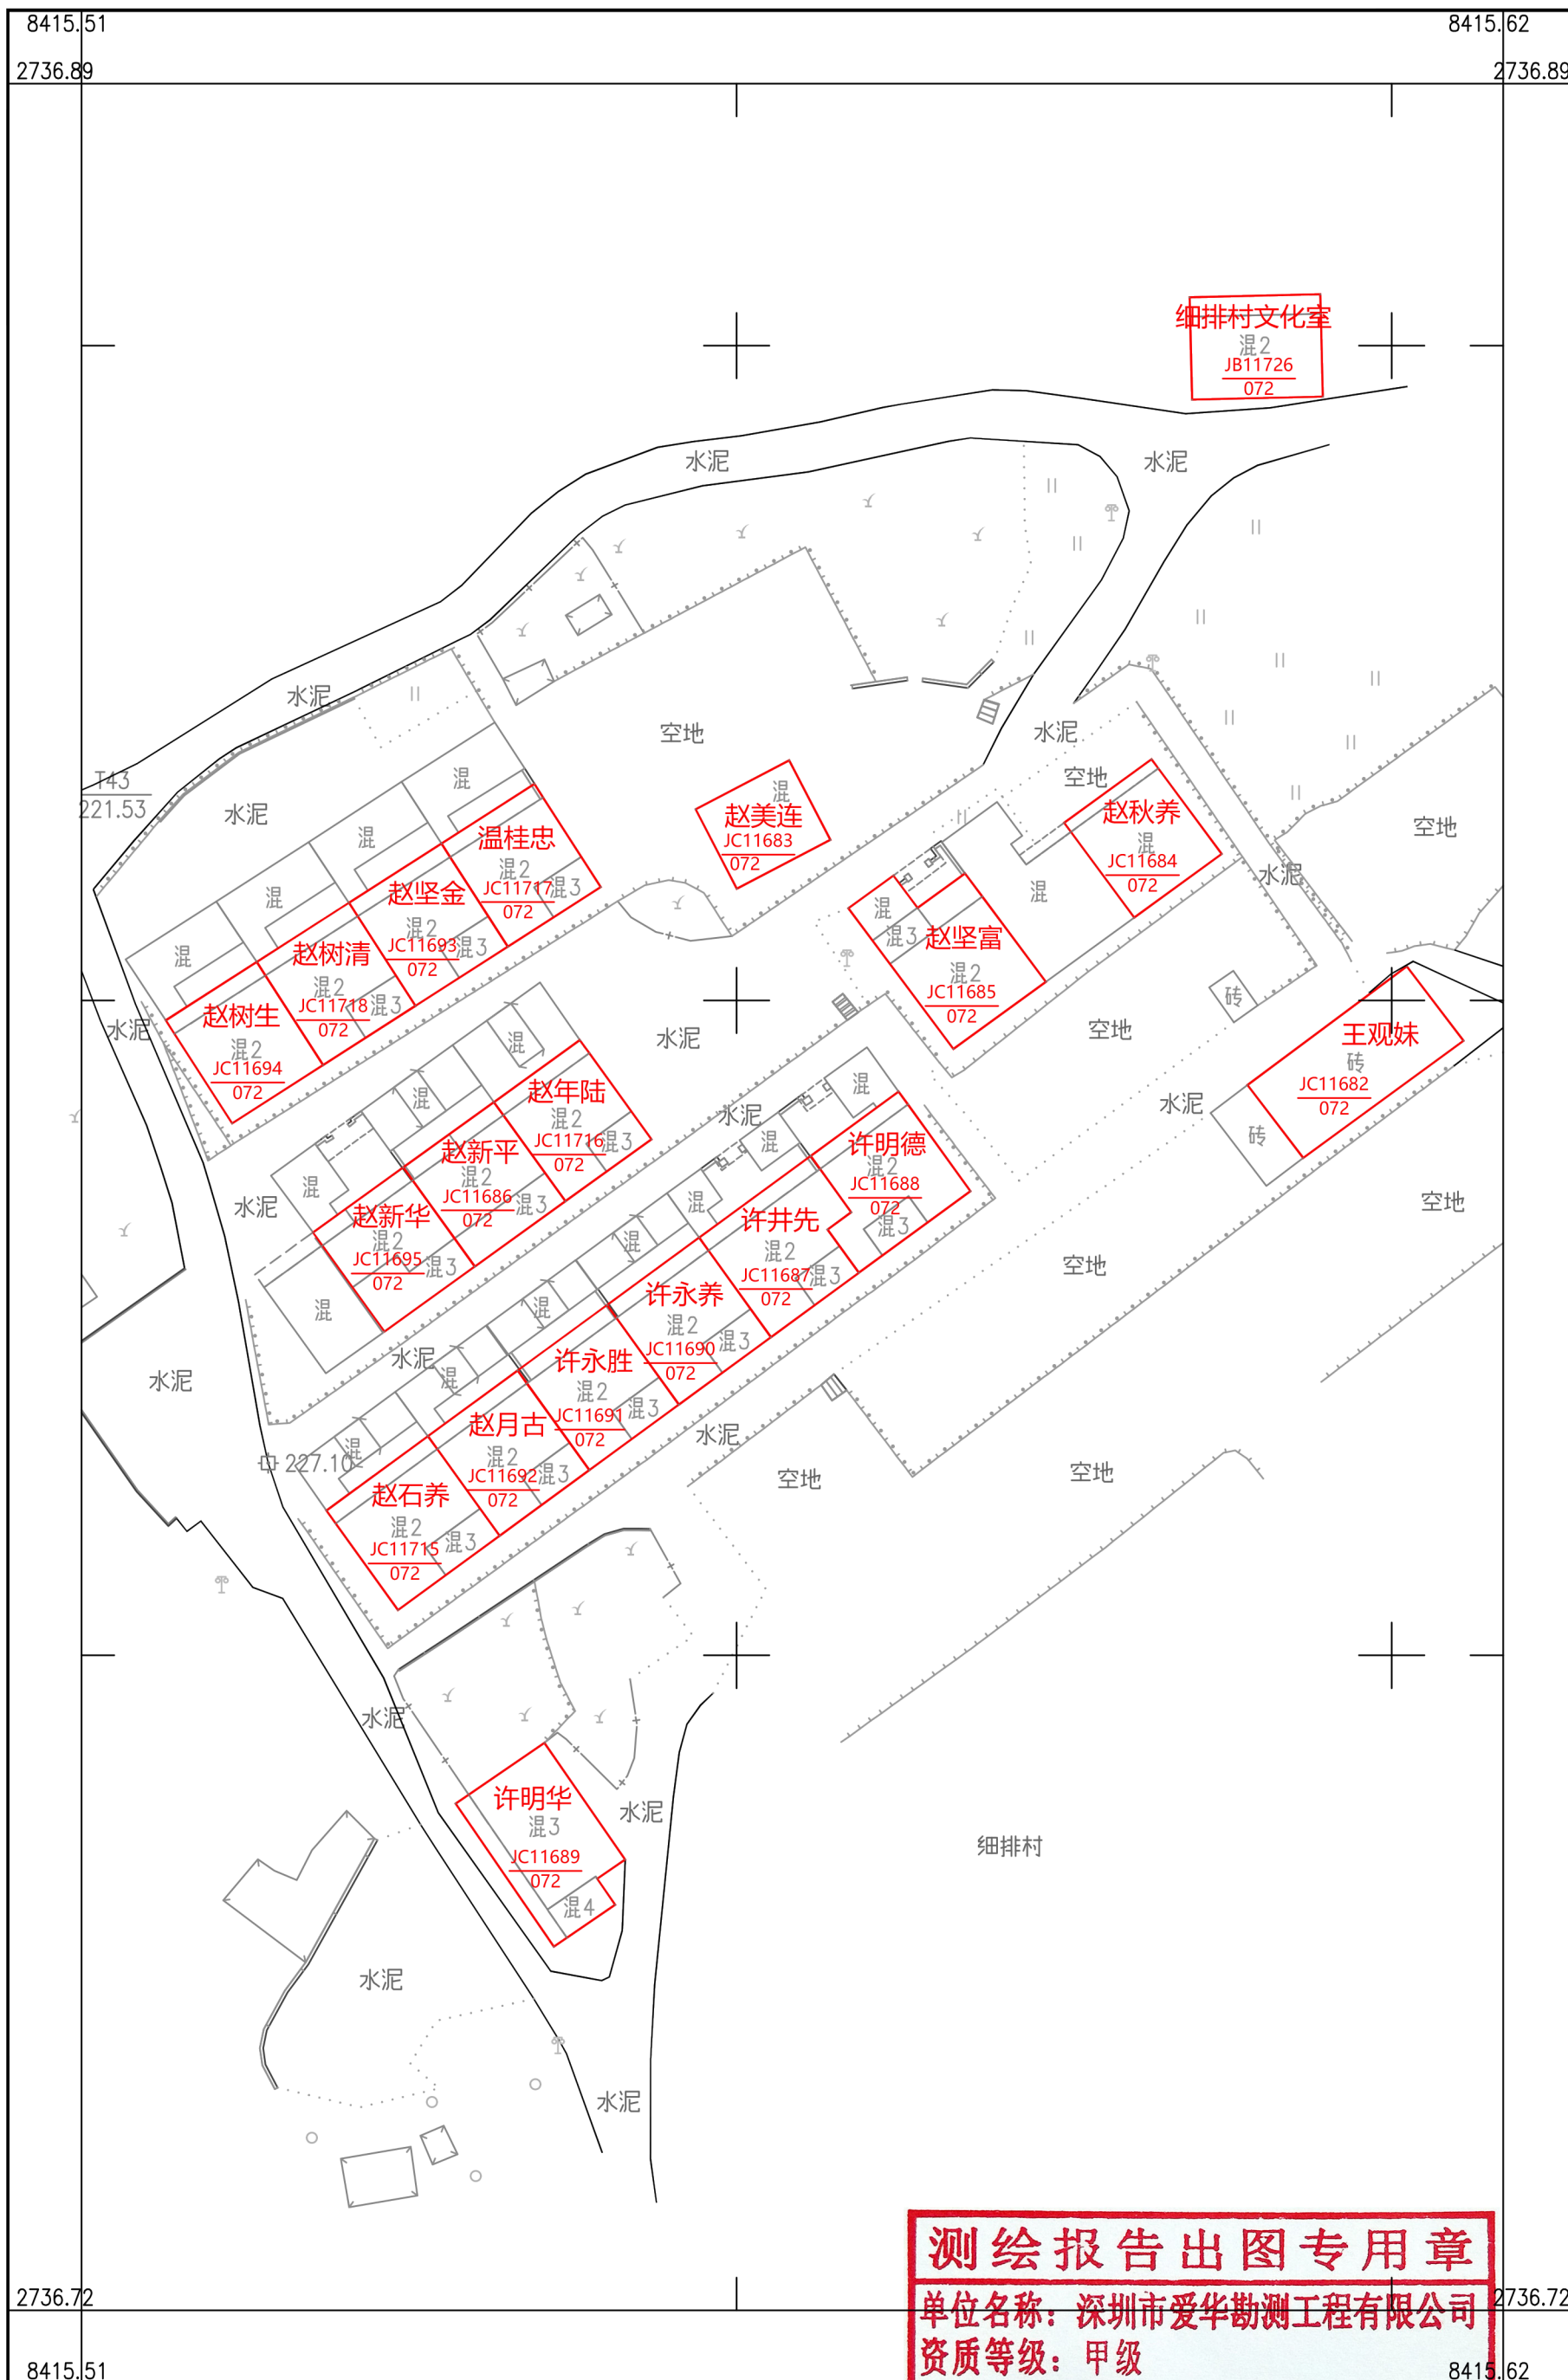 8415.51
8415.62
2736.89
2736.89
细排村文化室
混2
JB11726
072
水泥
水泥
水泥
空地
水泥
空地
T43
221.53
水泥
混
混
混
混
温桂忠
混2
JC11717
072
混3
赵坚金
混2
JC11693
072
混3
赵树清
混2
JC11718
072
混3
赵树生
混2
JC11694
072
赵美连
混
JC11683
072
赵秋养
混
JC11684
072
空地
水泥
混
混
混3
赵坚富
混2
JC11685
072
砖
空地
王观妹
砖
JC11682
072
砖
水泥
水泥
水泥
混
混
混
水泥
赵年陆
混2
JC11716
072
混3
赵新平
混2
JC11686
072
混3
赵新华
混2
JC11695
072
混3
混
水泥
混
混
混
混
混
混
混
许明德
混2
JC11688
072
混3
许井先
混2
JC11687
072
混3
许永养
混2
JC11690
072
混3
许永胜
混2
JC11691
072
混3
赵月古
混2
JC11692
072
混3
赵石养
混2
JC11715
072
混3
空地
空地
水泥
水泥
水泥
227.10
空地
空地
水泥
许明华
混3
JC11689
072
混4
水泥
细排村
水泥
水泥
测绘报告出图专用章
单位名称：深圳市爱华勘测工程有限公司
资质等级：甲级
2736.72
2736.72
8415.51
8415.62